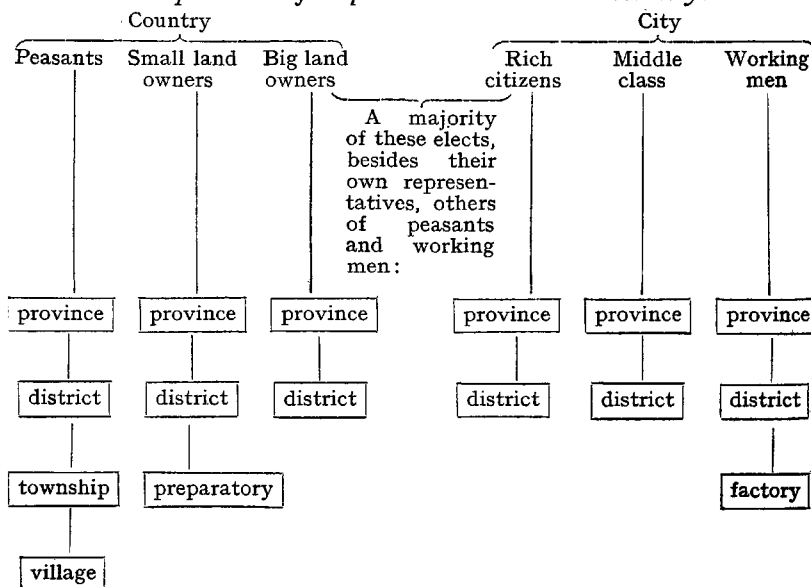 Country City
Peasants Small land Big land Rich Middle Working
owners owners citizens class men
A majority
of these elects,
besides their
own represen-
tatives, others
of peasants
and working
men:
province province province province province province
district district district district district district
township preparatory factory
village